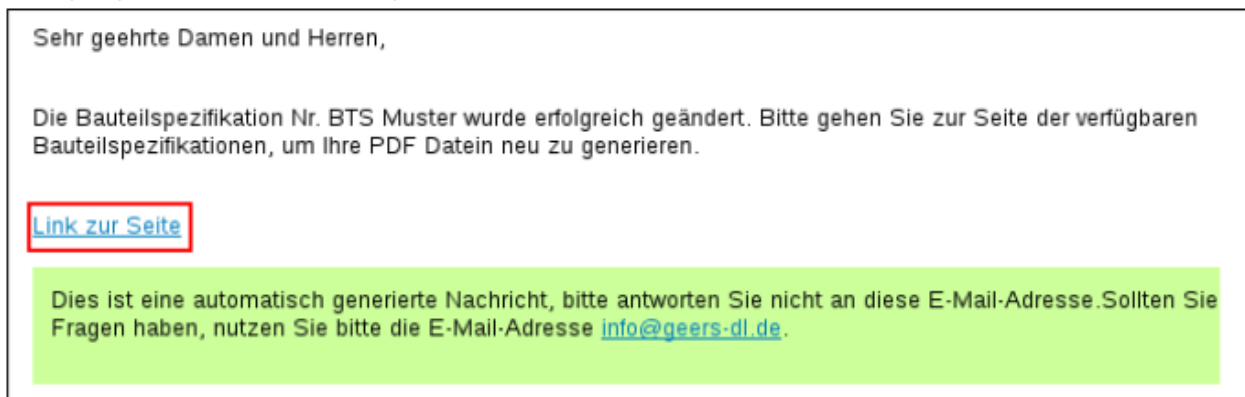 Sehr geehrte Damen und Herren,
Die Bauteilspezifikation Nr. BTS Muster wurde erfolgreich geändert. Bitte gehen Sie zur Seite der verfügbaren
Bauteilspezifikationen, um Ihre PDF Datein neu zu generieren.
Link zur Seite
Dies ist eine automatisch generierte Nachricht, bitte antworten Sie nicht an diese E-Mail-Adresse.Sollten Sie
Fragen haben, nutzen Sie bitte die E-Mail-Adresse info@geers-dl.de.